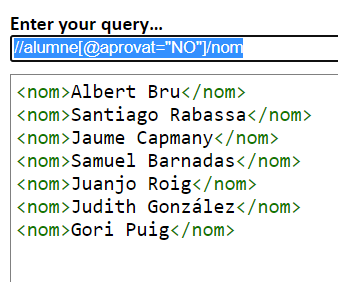 Enter your query...
//alumne[@aprovat="NO"]/nom
<nom>Albert Bru</nom>
<nom>Santiago Rabassa</nom>
<nom>Jaume Capmany</nom>
<nom>Samuel Barnadas</nom>
<nom>Juanjo Roig</nom>
<nom>Judith González</nom>
<nom>Gori Puig</nom>